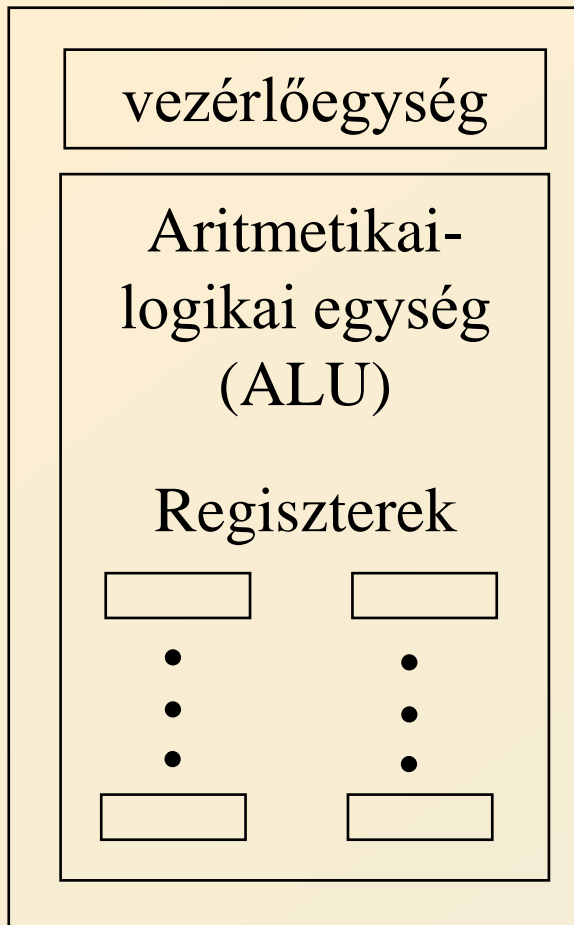 vezérlőegység
Aritmetikai-
logikai egység
(ALU)
Regiszterek